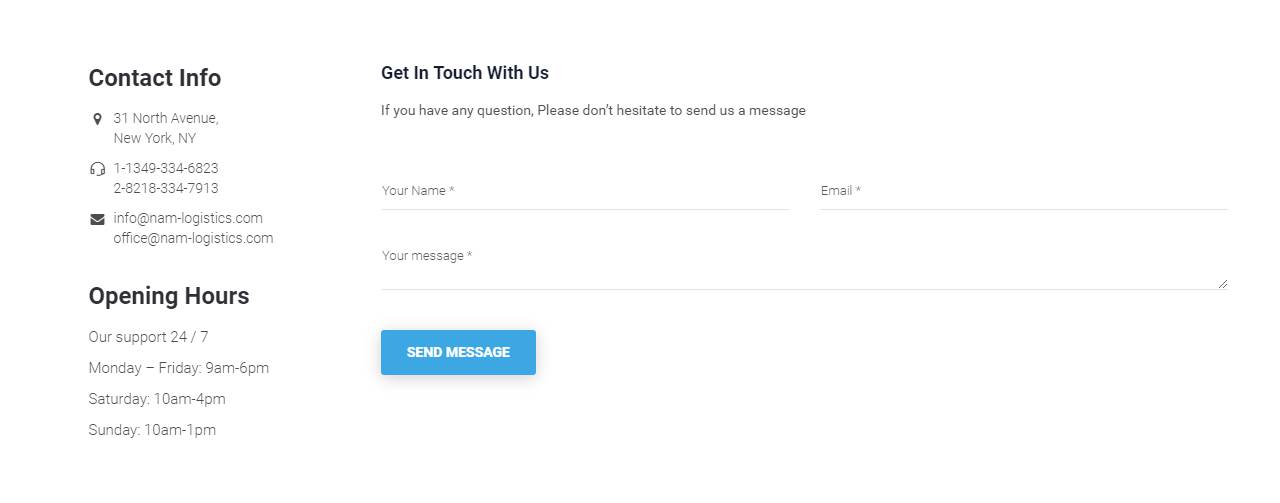 Contact Info
31 North Avenue,
New York, NY
1-1349-334-6823
2-8218-334-7913
info@nam-logistics.com
office@nam-logistics.com
Opening Hours
Our support 24 / 7
Monday – Friday: 9am-6pm
Saturday: 10am-4pm
Sunday: 10am-1pm
Get In Touch With Us
If you have any question, Please don’t hesitate to send us a message
Your Name *
Email *
Your message *
SEND MESSAGE